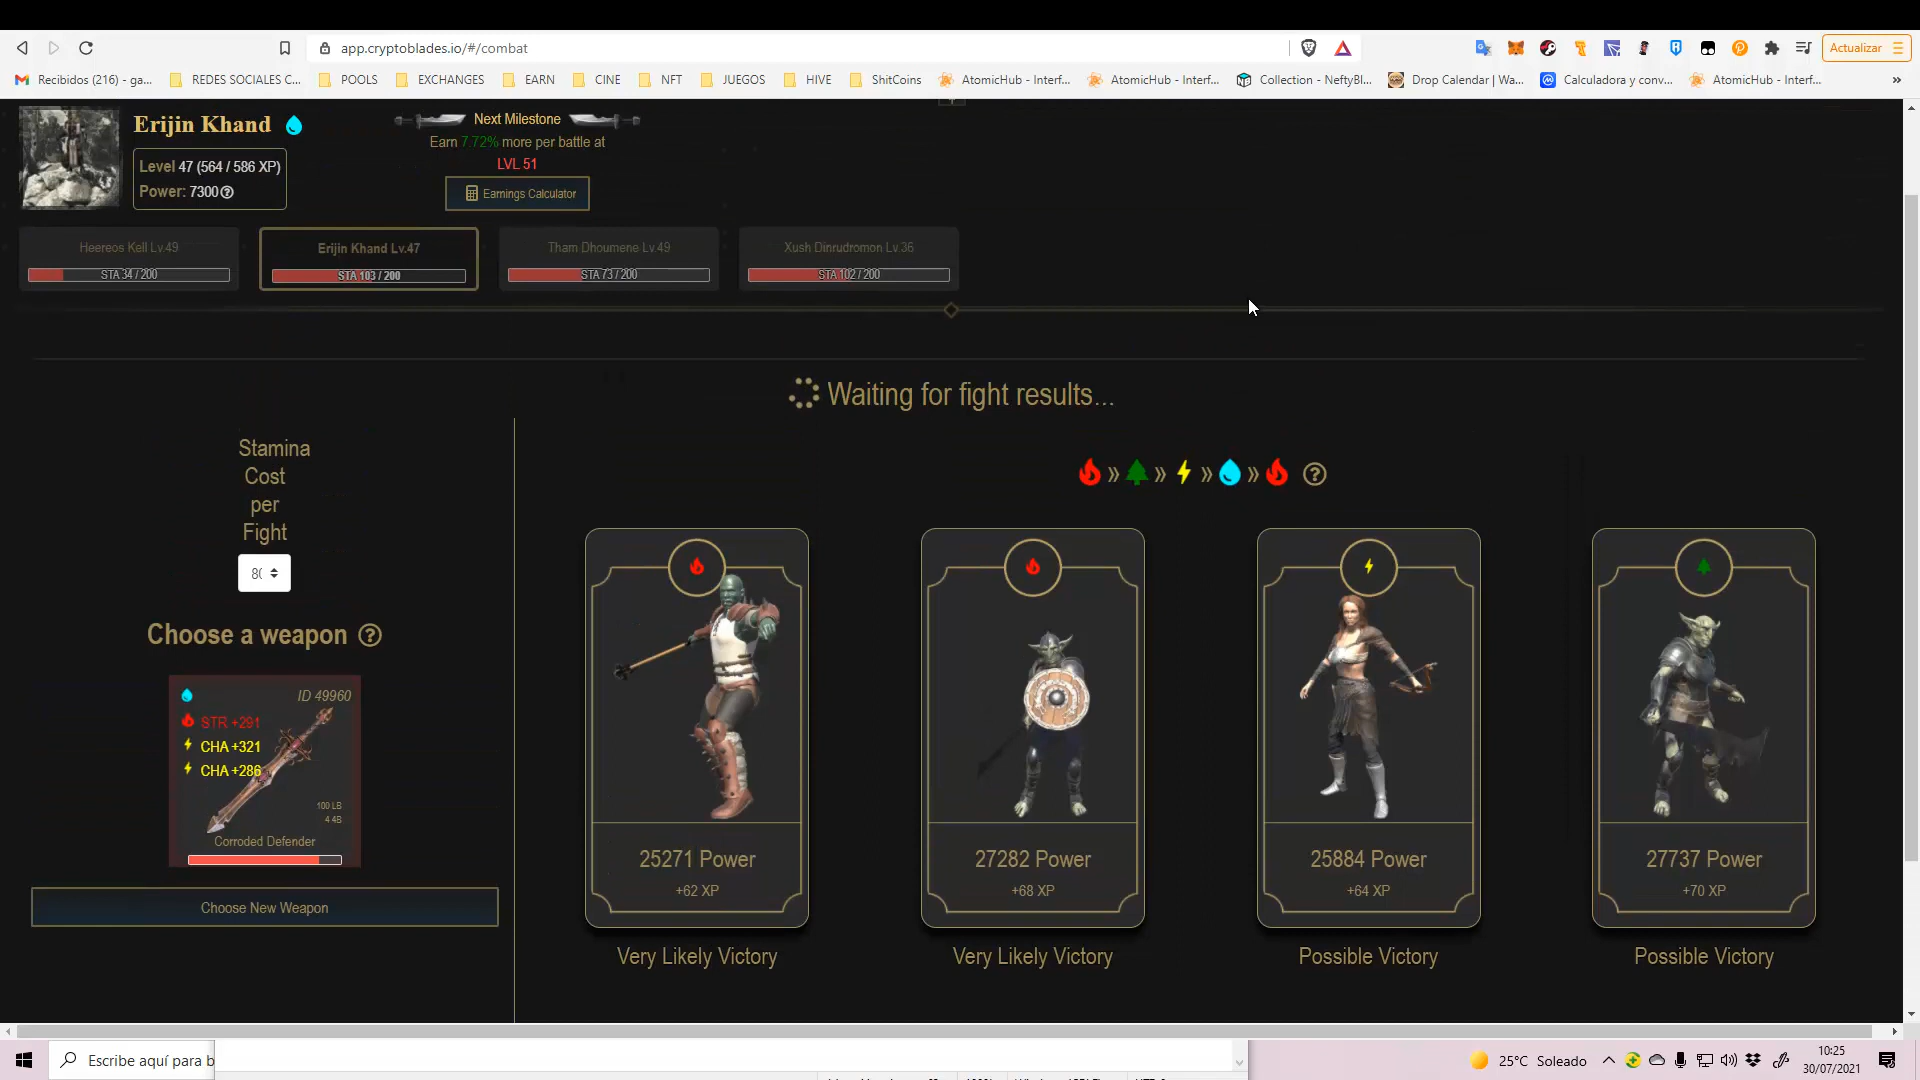 app.cryptoblades.io/#/combat
Actualizar
Recibidos (216) - ga...
REDES SOCIALES C...
POOLS
EXCHANGES
EARN
CINE
NFT
JUEGOS
HIVE
ShitCoins
AtomicHub - Interf...
AtomicHub - Interf...
Collection - NeftyBl...
Drop Calendar | Wa...
Calculadora y conv...
AtomicHub - Interf...
Erijin Khand
Level 47 (564 / 586 XP)
Power: 7300
Next Milestone
Earn 7.72% more per battle at
LVL 51
Earnings Calculator
Heereos Kell Lv.49
STA 34 / 200
Erijin Khand Lv.47
STA 103 / 200
Tham Dhoumene Lv.49
STA 73 / 200
Xush Dinrudromon Lv.36
STA 102 / 200
Waiting for fight results...
Stamina
Cost
per
Fight
Choose a weapon
ID 49960
STR +291
CHA +321
CHA +286
100 LB
4 4B
Corroded Defender
Choose New Weapon
25271 Power
+62 XP
Very Likely Victory
27282 Power
+68 XP
Very Likely Victory
25884 Power
+64 XP
Possible Victory
27737 Power
+70 XP
Possible Victory
Escribe aquí para b
25°C Soleado
10:25
30/07/2021